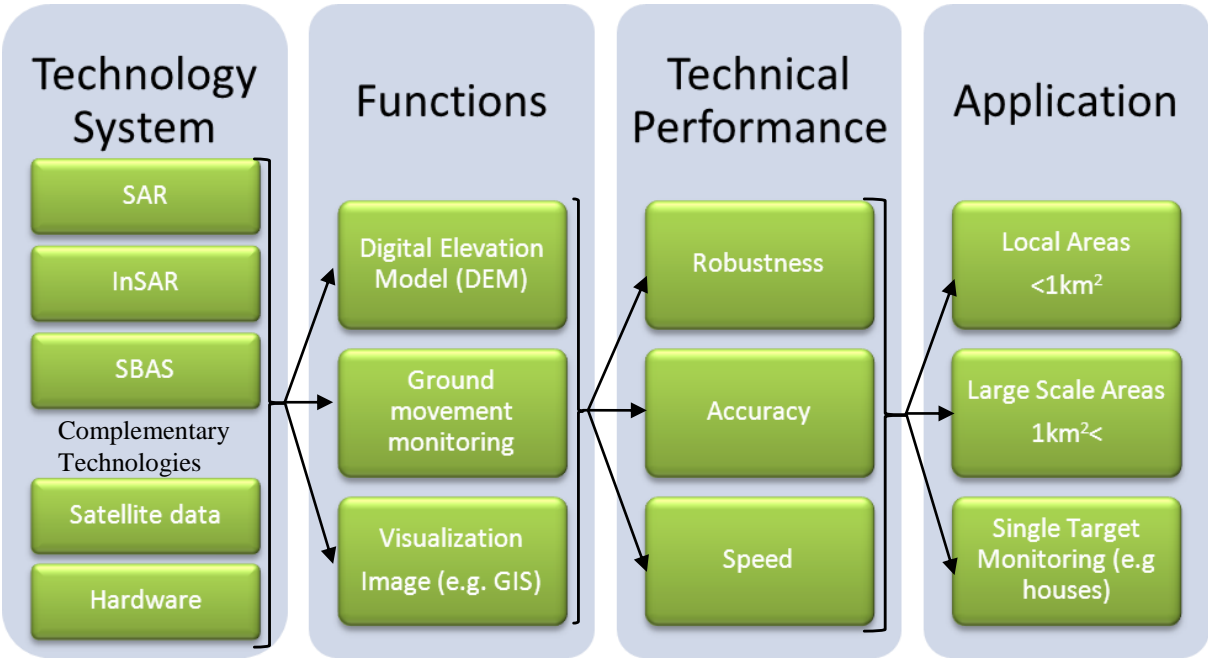 Technology
System
SAR
InSAR
SBAS
Complementary
Technologies
Satellite data
Hardware
Functions
Digital Elevation
Model (DEM)
Ground
movement
monitoring
Visualization
Image (e.g. GIS)
Technical
Performance
Robustness
Accuracy
Speed
Application
Local Areas
<1km²
Large Scale Areas
1km²<
Single Target
Monitoring (e.g
houses)